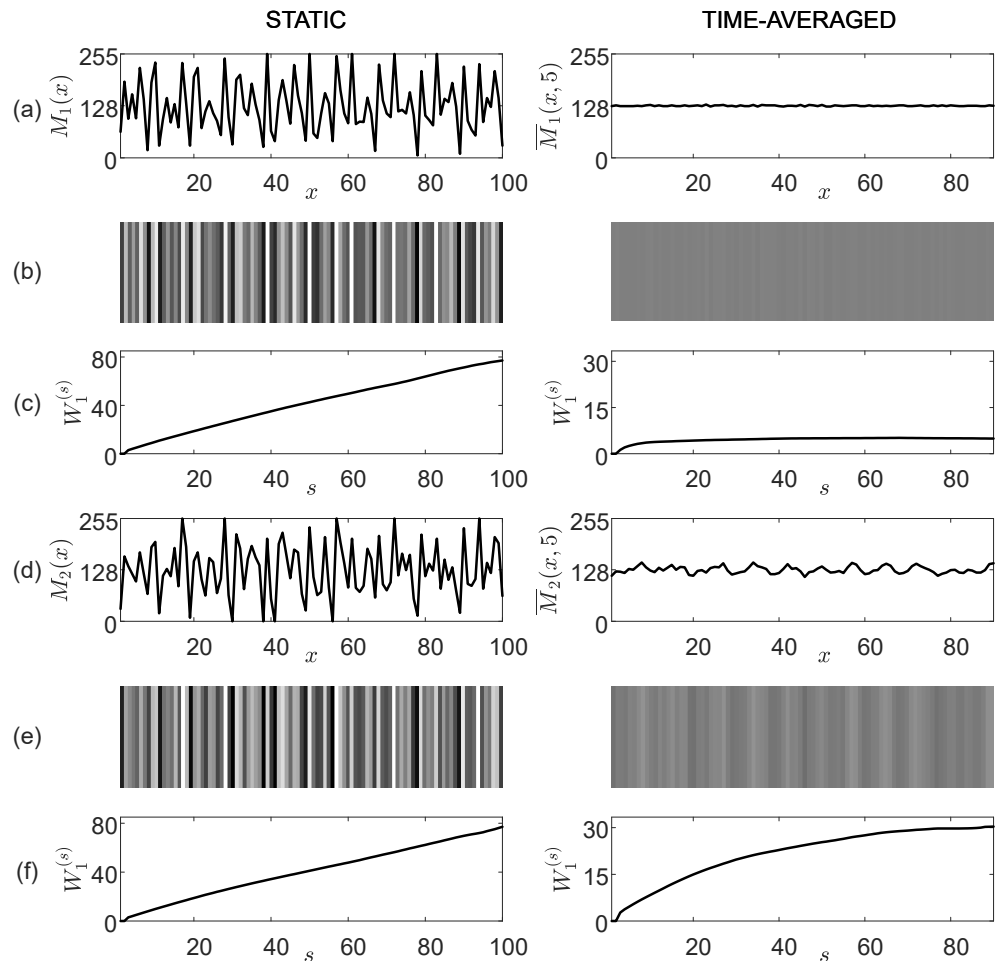 STATIC
TIME-AVERAGED
(a)
M₁(x)
255
128
0
20 40 60 80 100
x
M̅₁(x, 5)
255
128
0
20 40 60 80
x
(b)
(c)
W₁⁽ˢ⁾
80
40
0
20 40 60 80 100
s
W₁⁽ˢ⁾
30
15
0
20 40 60 80
s
(d)
M₂(x)
255
128
0
20 40 60 80 100
x
M̅₂(x, 5)
255
128
0
20 40 60 80
x
(e)
(f)
W₁⁽ˢ⁾
80
40
0
20 40 60 80 100
s
W₁⁽ˢ⁾
30
15
0
20 40 60 80
s